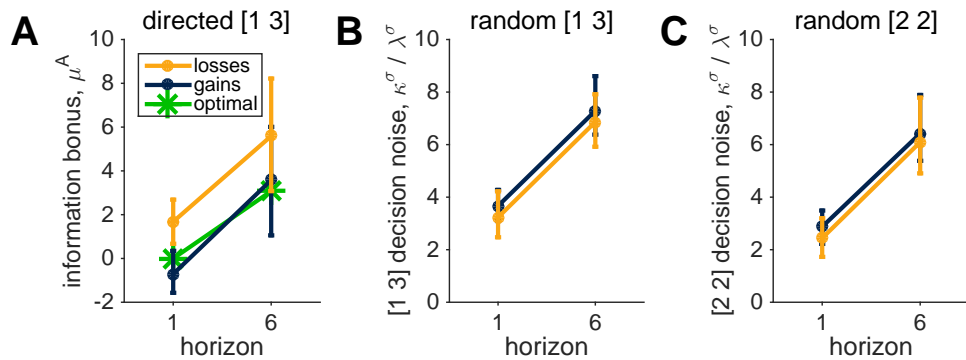 A
directed [1 3]
information bonus, μ^A
10
8
6
4
2
0
-2
losses
gains
optimal
1
6
horizon
B
random [1 3]
[1 3] decision noise, κ^σ / λ^σ
10
8
6
4
2
0
1
6
horizon
C
random [2 2]
[2 2] decision noise, κ^σ / λ^σ
10
8
6
4
2
0
1
6
horizon